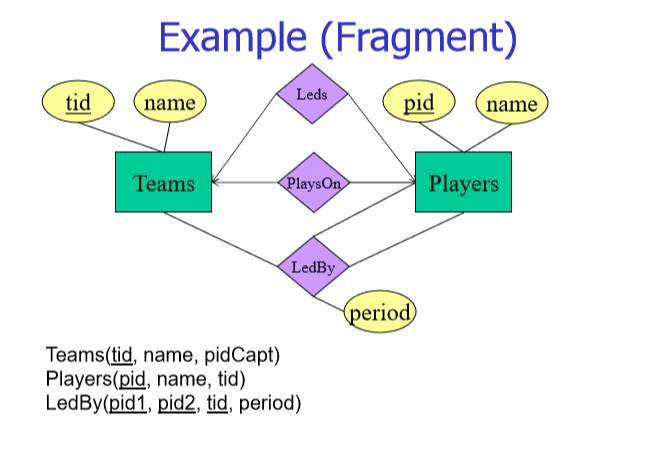 Example (Fragment)
Leds
tid
name
pid
name
Teams
PlaysOn
Players
LedBy
period
Teams(tid, name, pidCapt)
Players(pid, name, tid)
LedBy(pid1, pid2, tid, period)